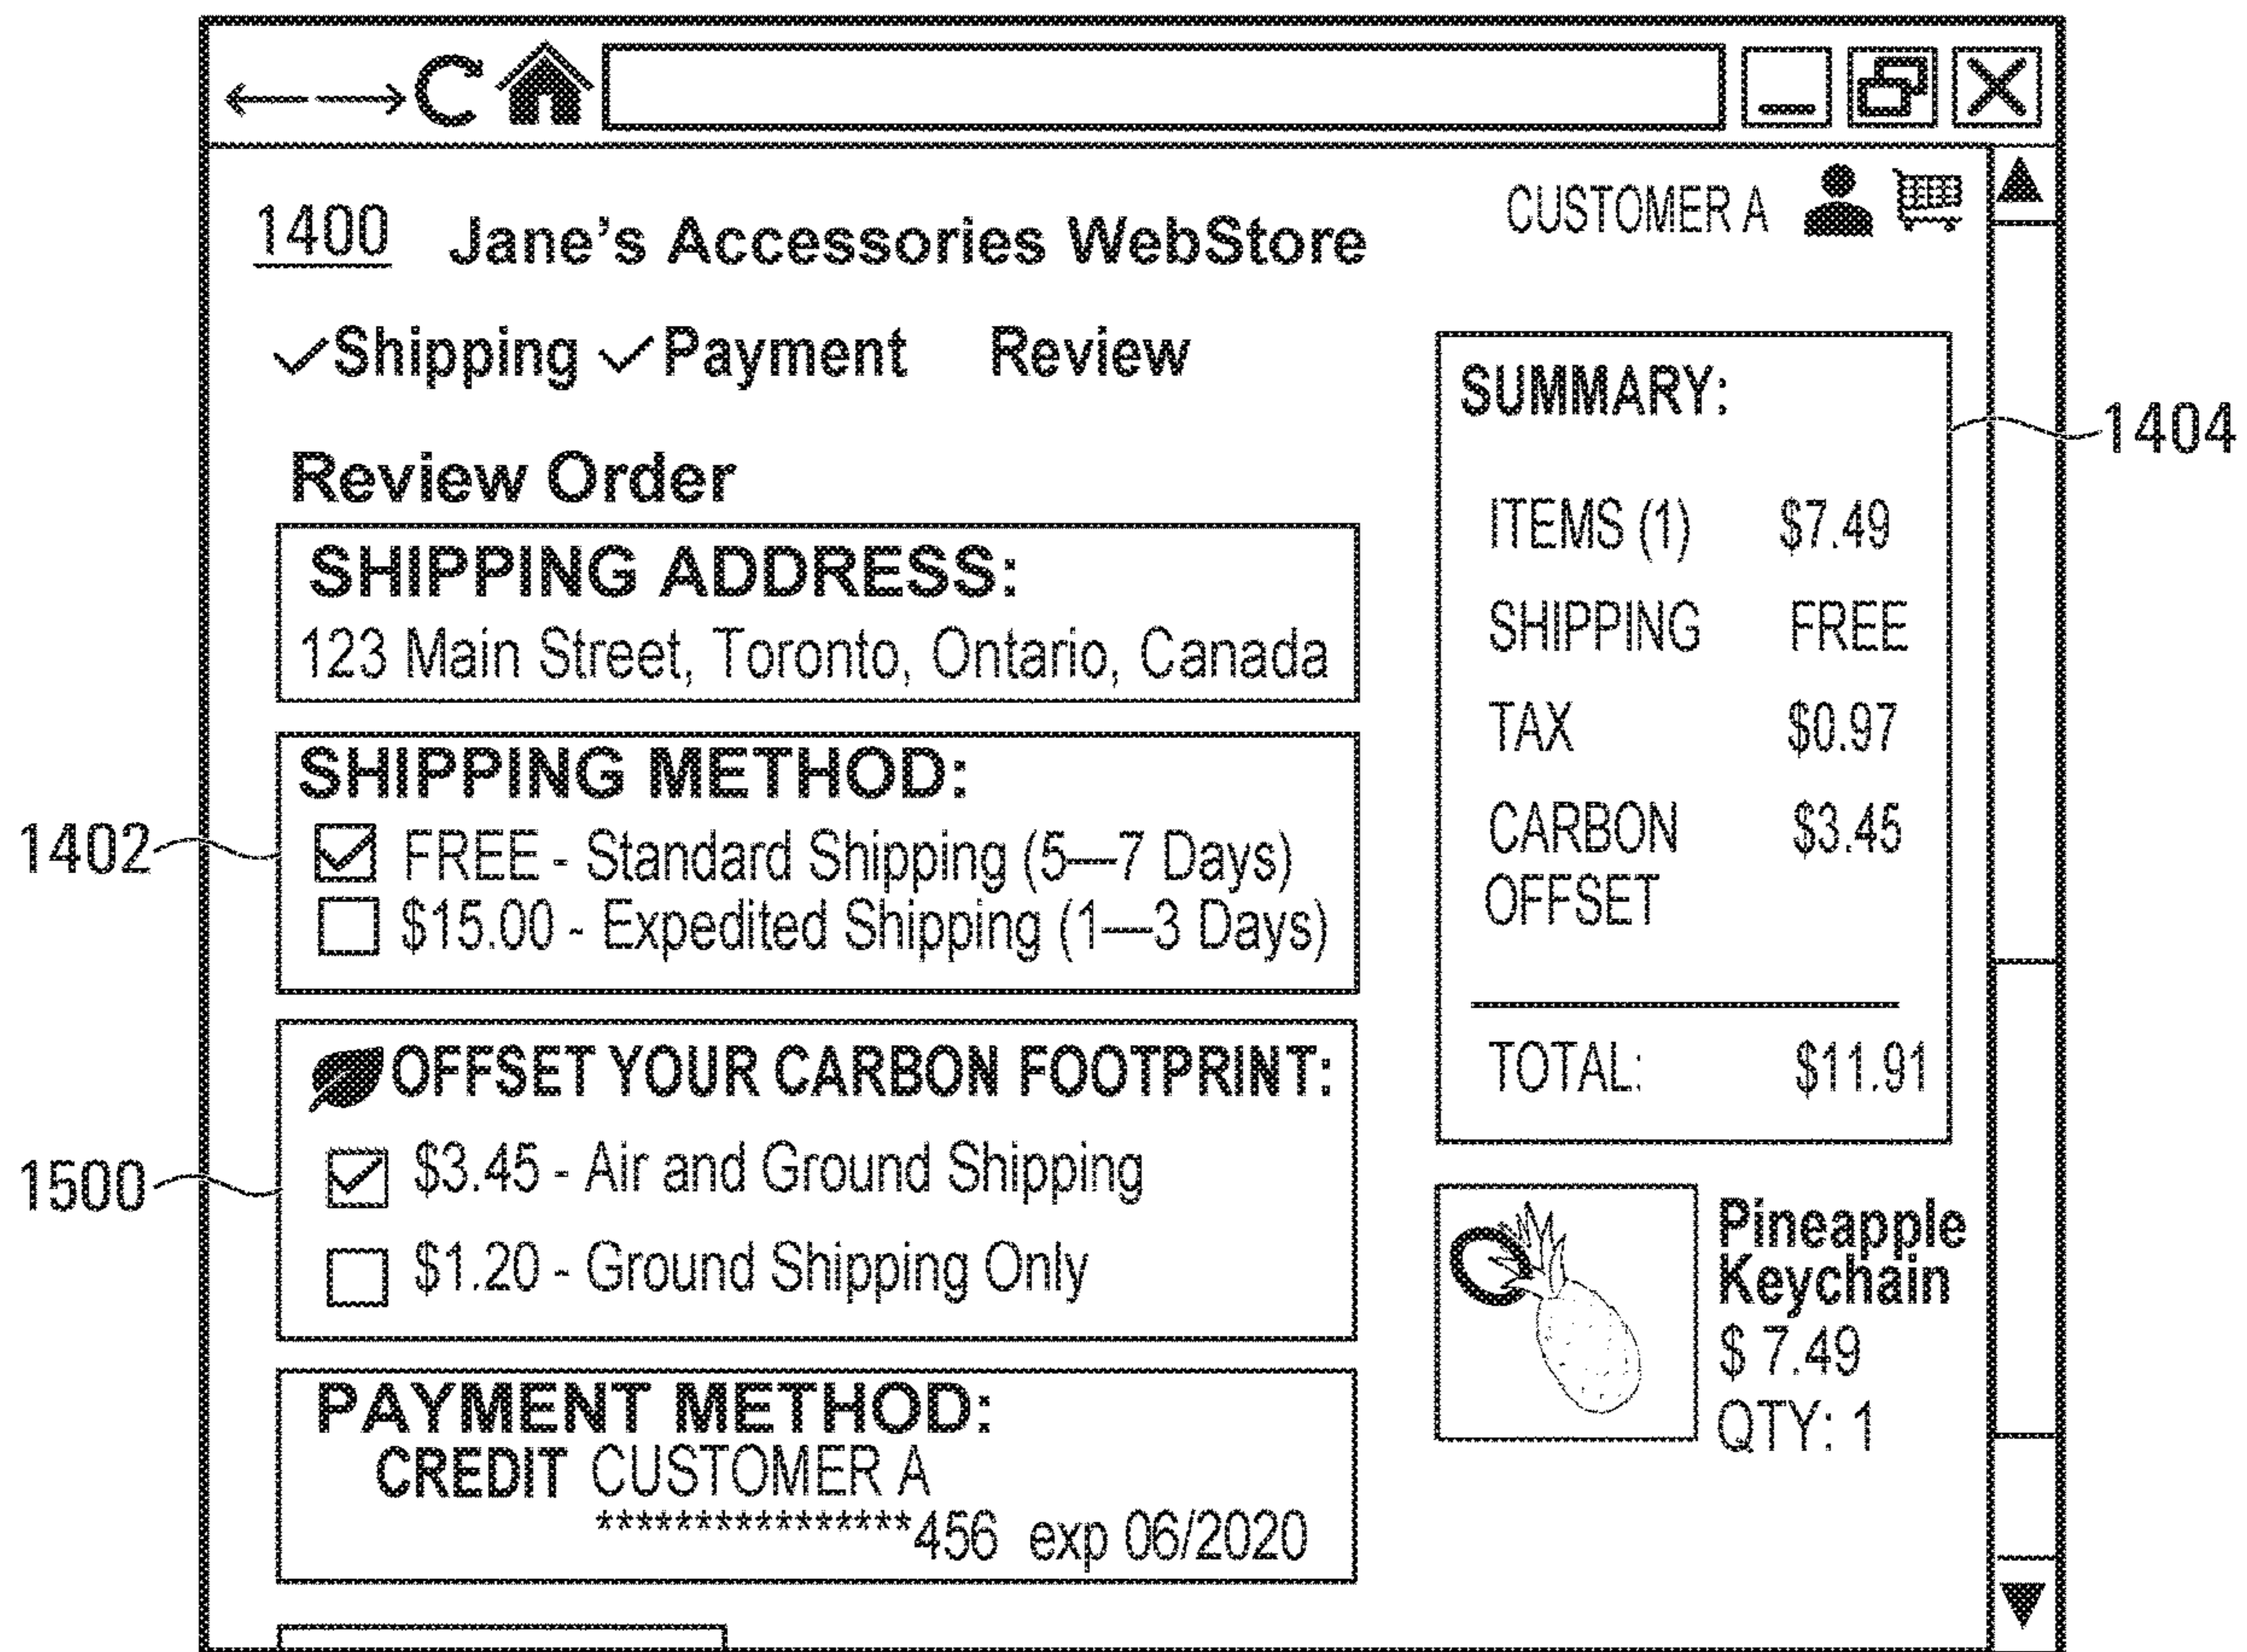 CUSTOMER A
1400 Jane's Accessories WebStore
Shipping Payment Review
Review Order
SHIPPING ADDRESS:
123 Main Street, Toronto, Ontario, Canada
1402
SHIPPING METHOD:
FREE - Standard Shipping (5—7 Days)
$15.00 - Expedited Shipping (1—3 Days)
1500
OFFSET YOUR CARBON FOOTPRINT:
$3.45 - Air and Ground Shipping
$1.20 - Ground Shipping Only
PAYMENT METHOD:
CREDIT CUSTOMER A
****************456 exp 06/2020
SUMMARY:
1404
ITEMS (1) $7.49
SHIPPING FREE
TAX $0.97
CARBON $3.45
OFFSET
TOTAL: $11.91
Pineapple
Keychain
$ 7.49
QTY: 1